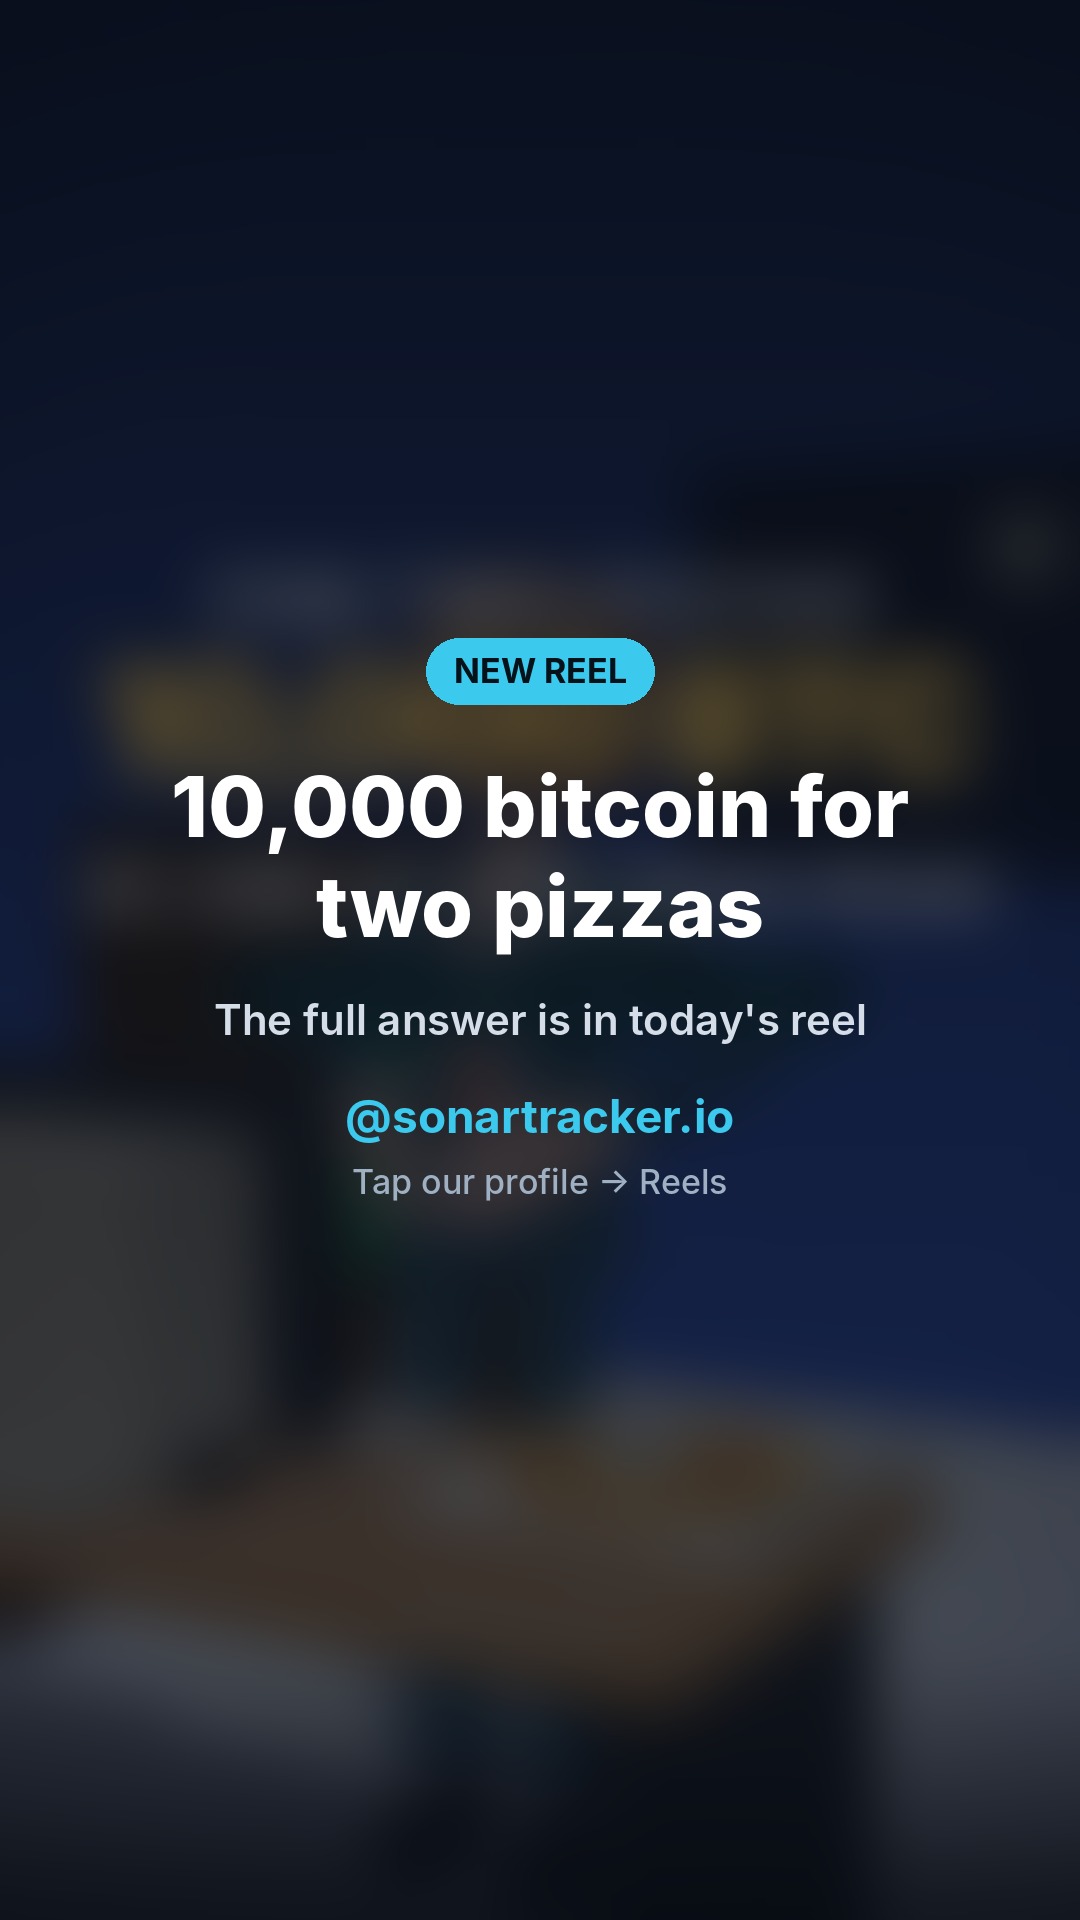 NEW REEL
10,000 bitcoin for
two pizzas
The full answer is in today's reel
@sonartracker.io
Tap our profile → Reels